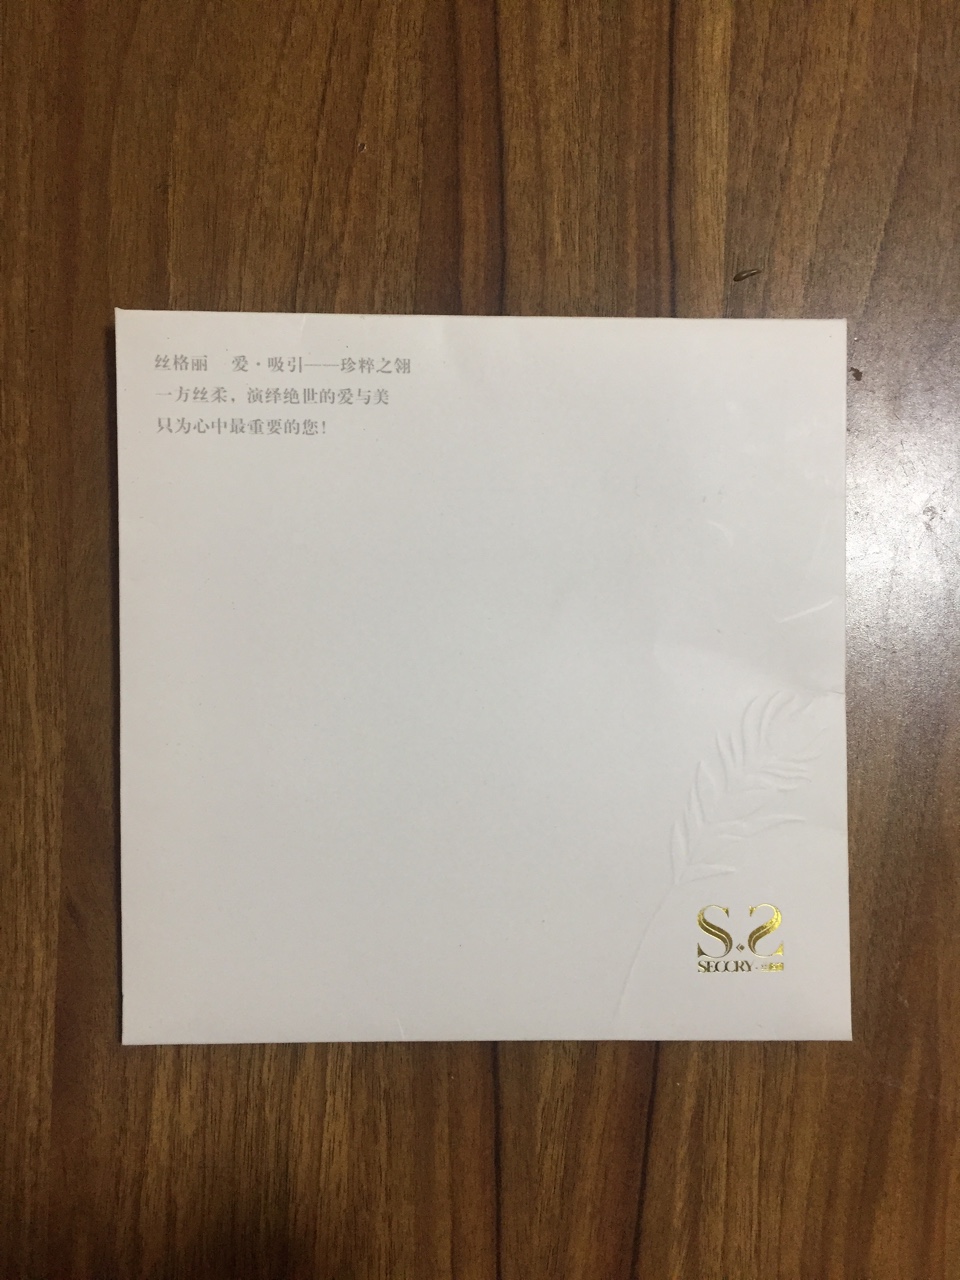 丝格丽 爱·吸引——珍粹之翎
一方丝柔，演绎绝世的爱与美
只为心中最重要的您！
S.S
SECCRY